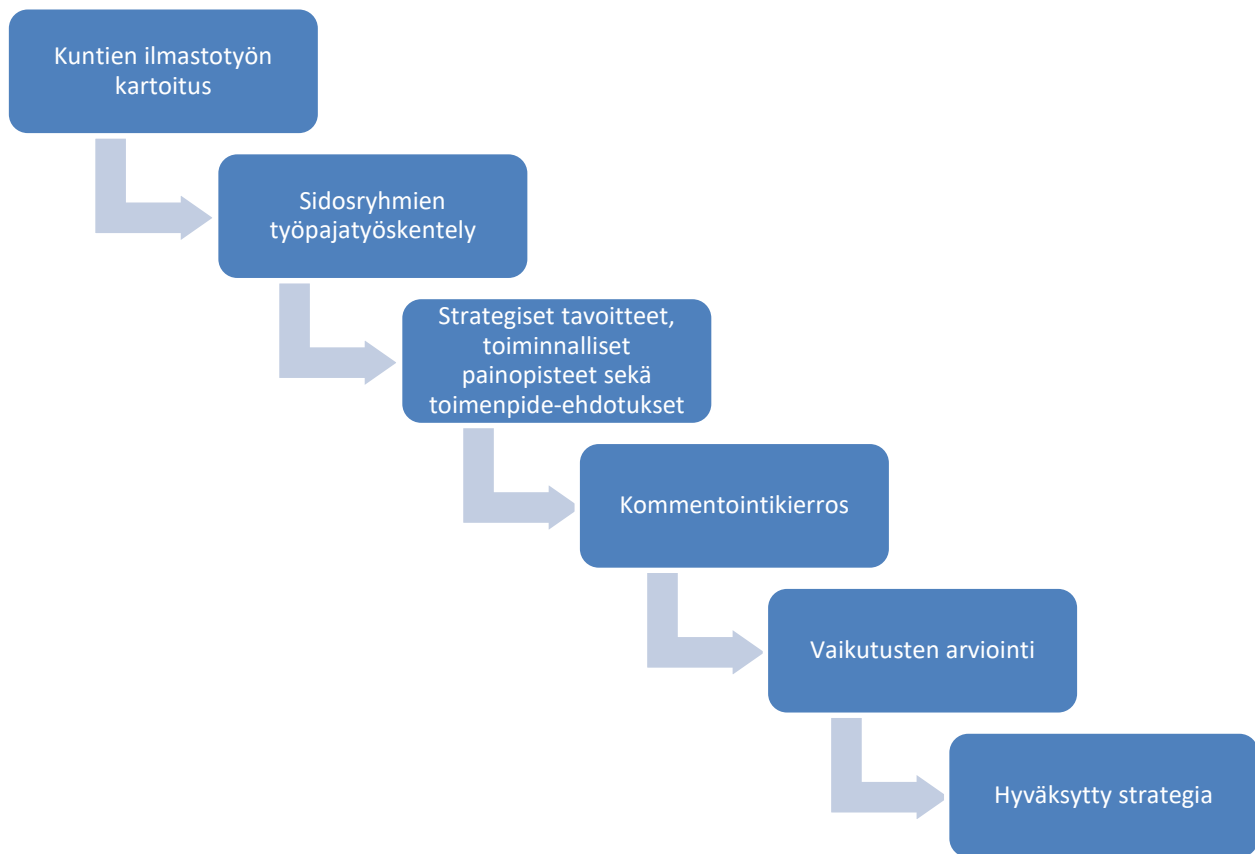 Kuntien ilmastotyön
kartoitus
Sidosryhmien
työpajatyöskentely
Strategiset tavoitteet,
toiminnalliset
painopisteet sekä
toimenpide-ehdotukset
Kommentointikierros
Vaikutusten arviointi
Hyväksytty strategia